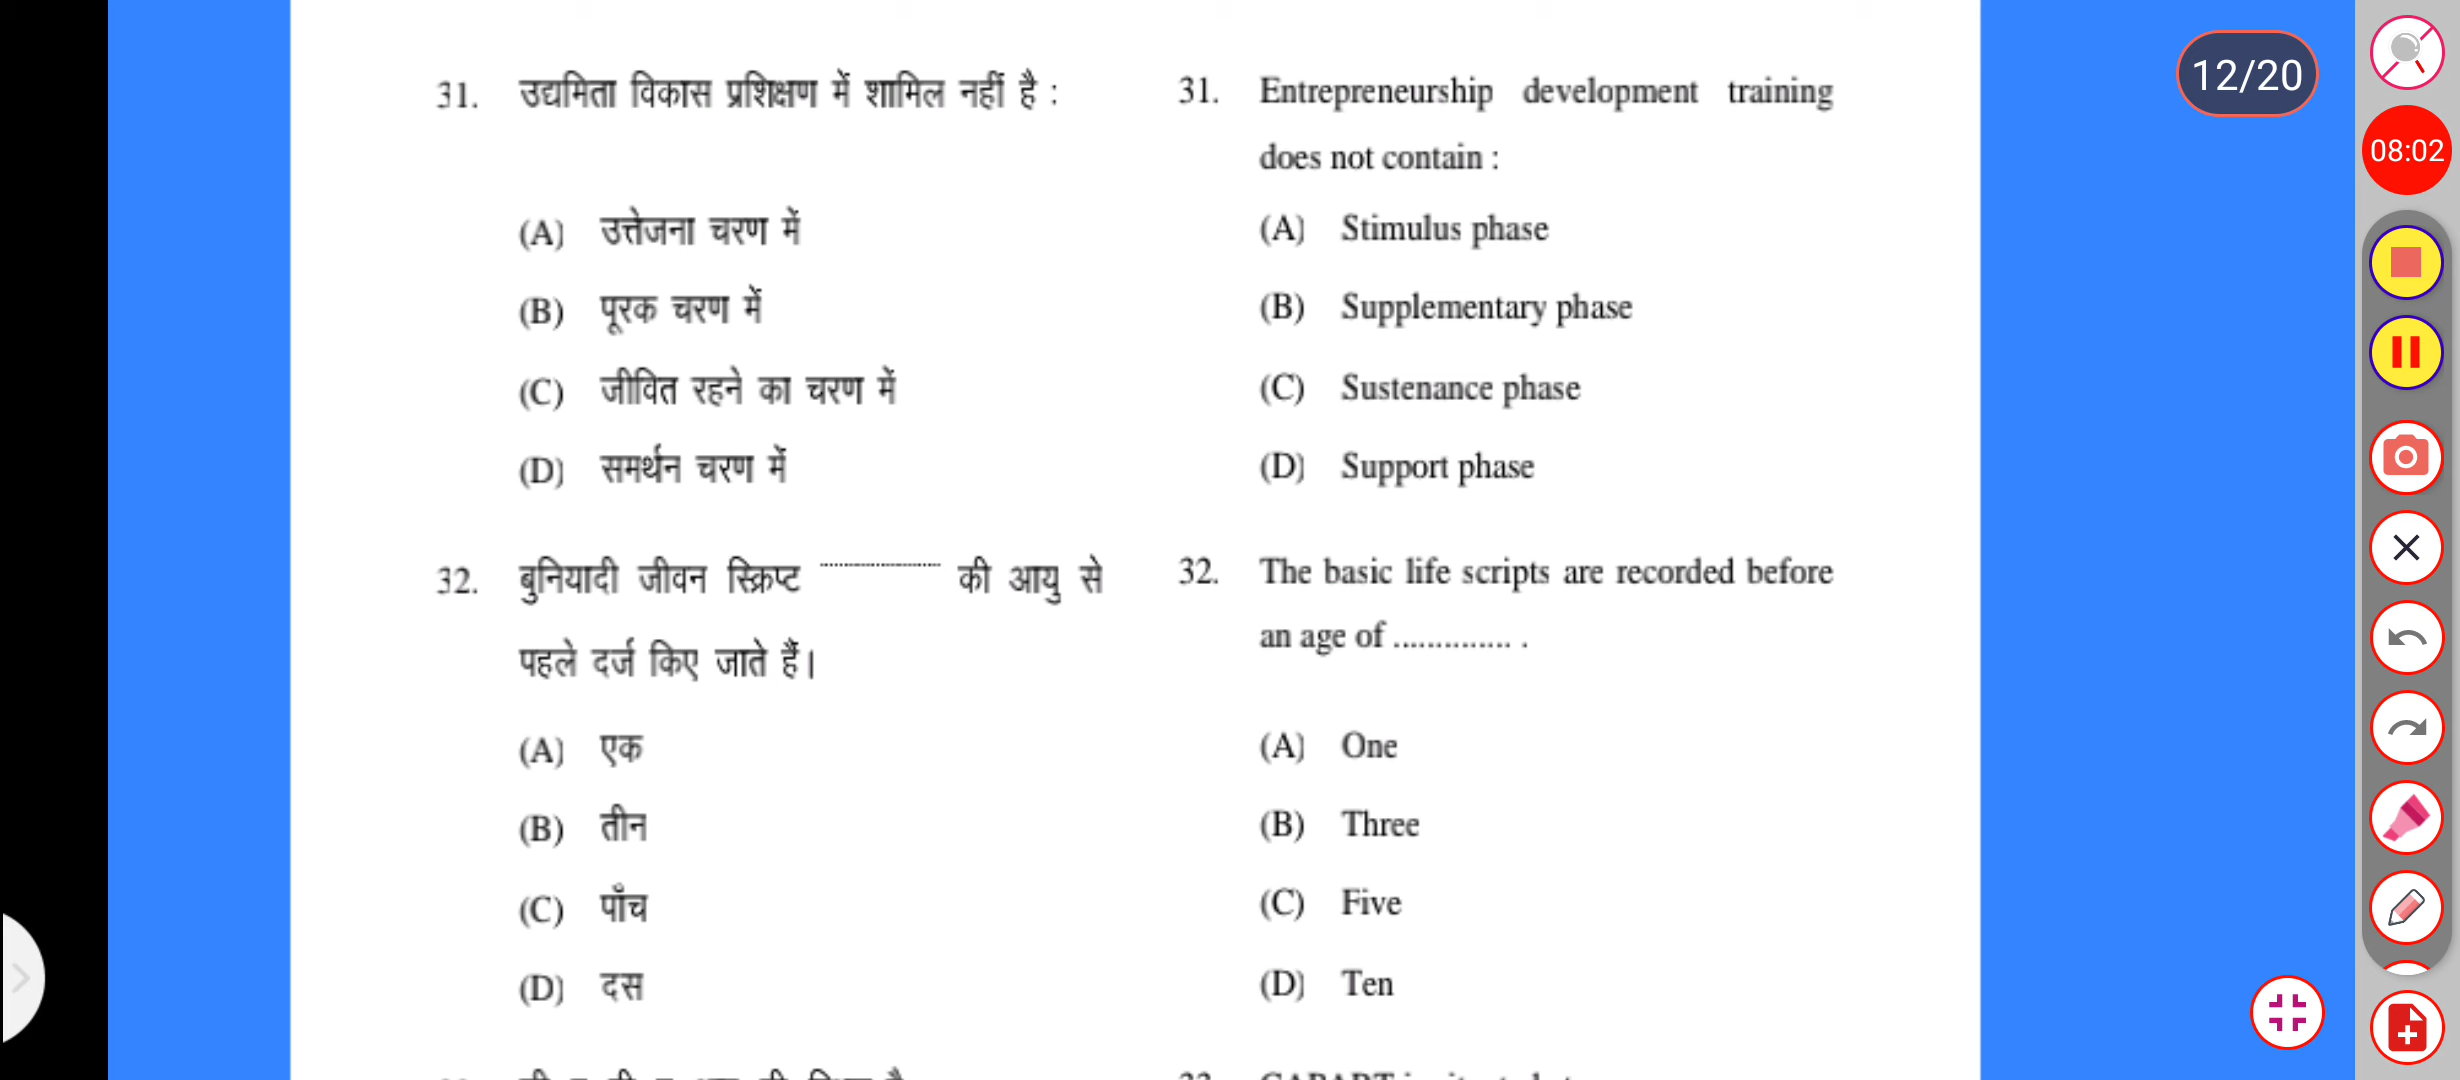 31. उद्यमिता विकास प्रशिक्षण में शामिल नहीं है :
(A) उत्तेजना चरण में
(B) पूरक चरण में
(C) जीवित रहने का चरण में
(D) समर्थन चरण में
32. बुनियादी जीवन स्क्रिप्ट .............. की आयु से
पहले दर्ज किए जाते हैं।
(A) एक
(B) तीन
(C) पाँच
(D) दस
31. Entrepreneurship development training
does not contain :
(A) Stimulus phase
(B) Supplementary phase
(C) Sustenance phase
(D) Support phase
32. The basic life scripts are recorded before
an age of .............. .
(A) One
(B) Three
(C) Five
(D) Ten
12/20
08:02